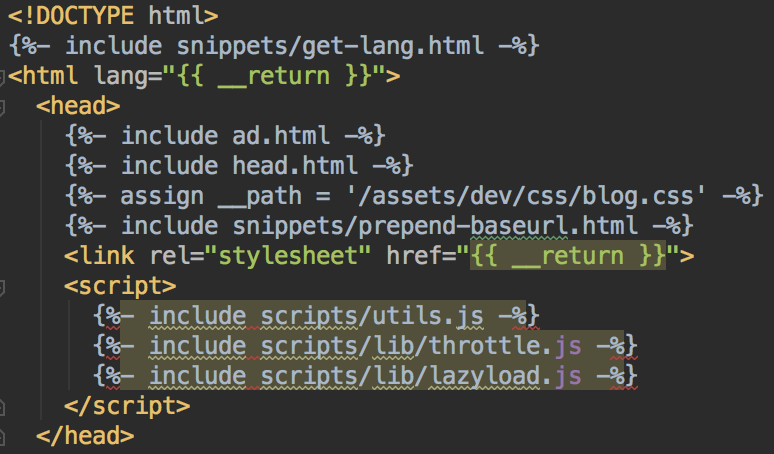 <!DOCTYPE html>
{%- include snippets/get-lang.html -%}
<html lang="{{ __return }}">
<head>
{%- include ad.html -%}
{%- include head.html -%}
{%- assign __path = '/assets/dev/css/blog.css' -%}
{%- include snippets/prepend-baseurl.html -%}
<link rel="stylesheet" href="{{ __return }}">
<script>
{%- include scripts/utils.js -%}
{%- include scripts/lib/throttle.js -%}
{%- include scripts/lib/lazyload.js -%}
</script>
</head>